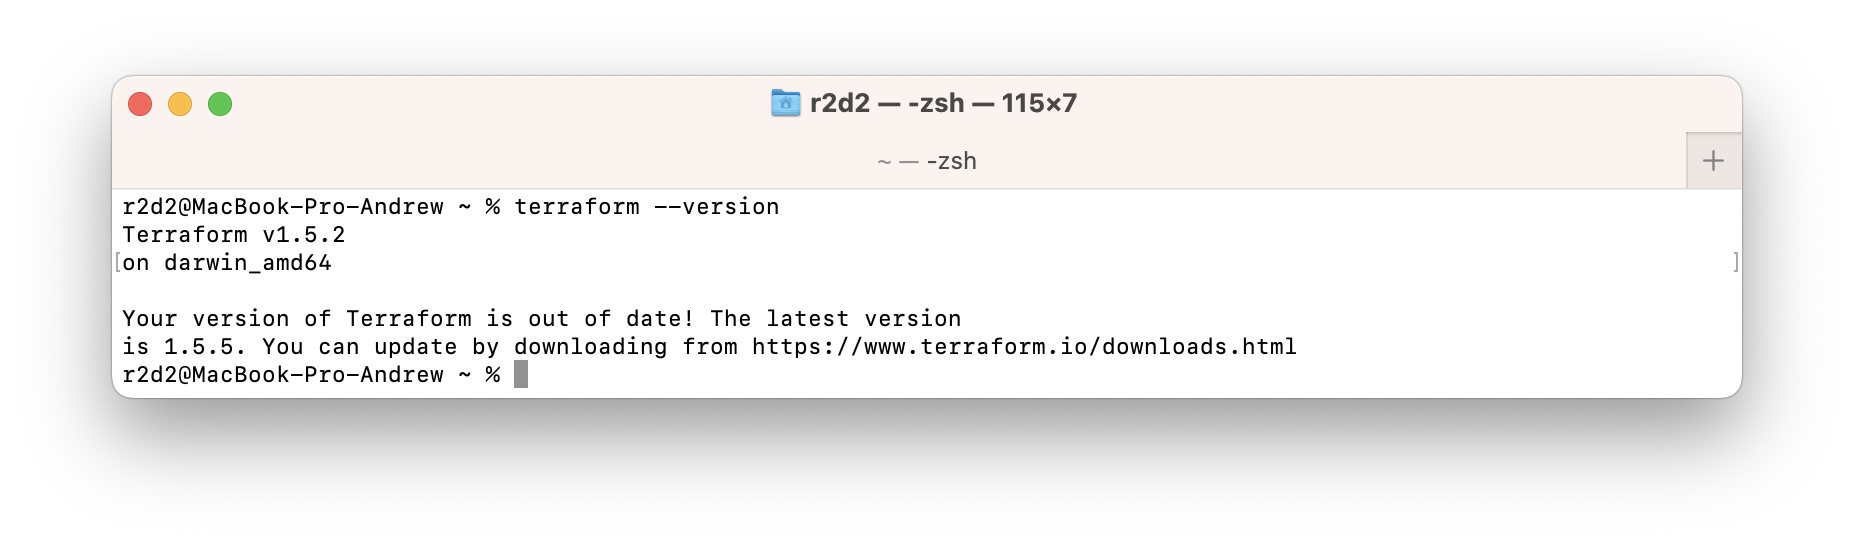 r2d2 — -zsh — 115×7
~ — -zsh
r2d2@MacBook-Pro-Andrew ~ % terraform --version
Terraform v1.5.2
[on darwin_amd64 ]
Your version of Terraform is out of date! The latest version
is 1.5.5. You can update by downloading from https://www.terraform.io/downloads.html
r2d2@MacBook-Pro-Andrew ~ %